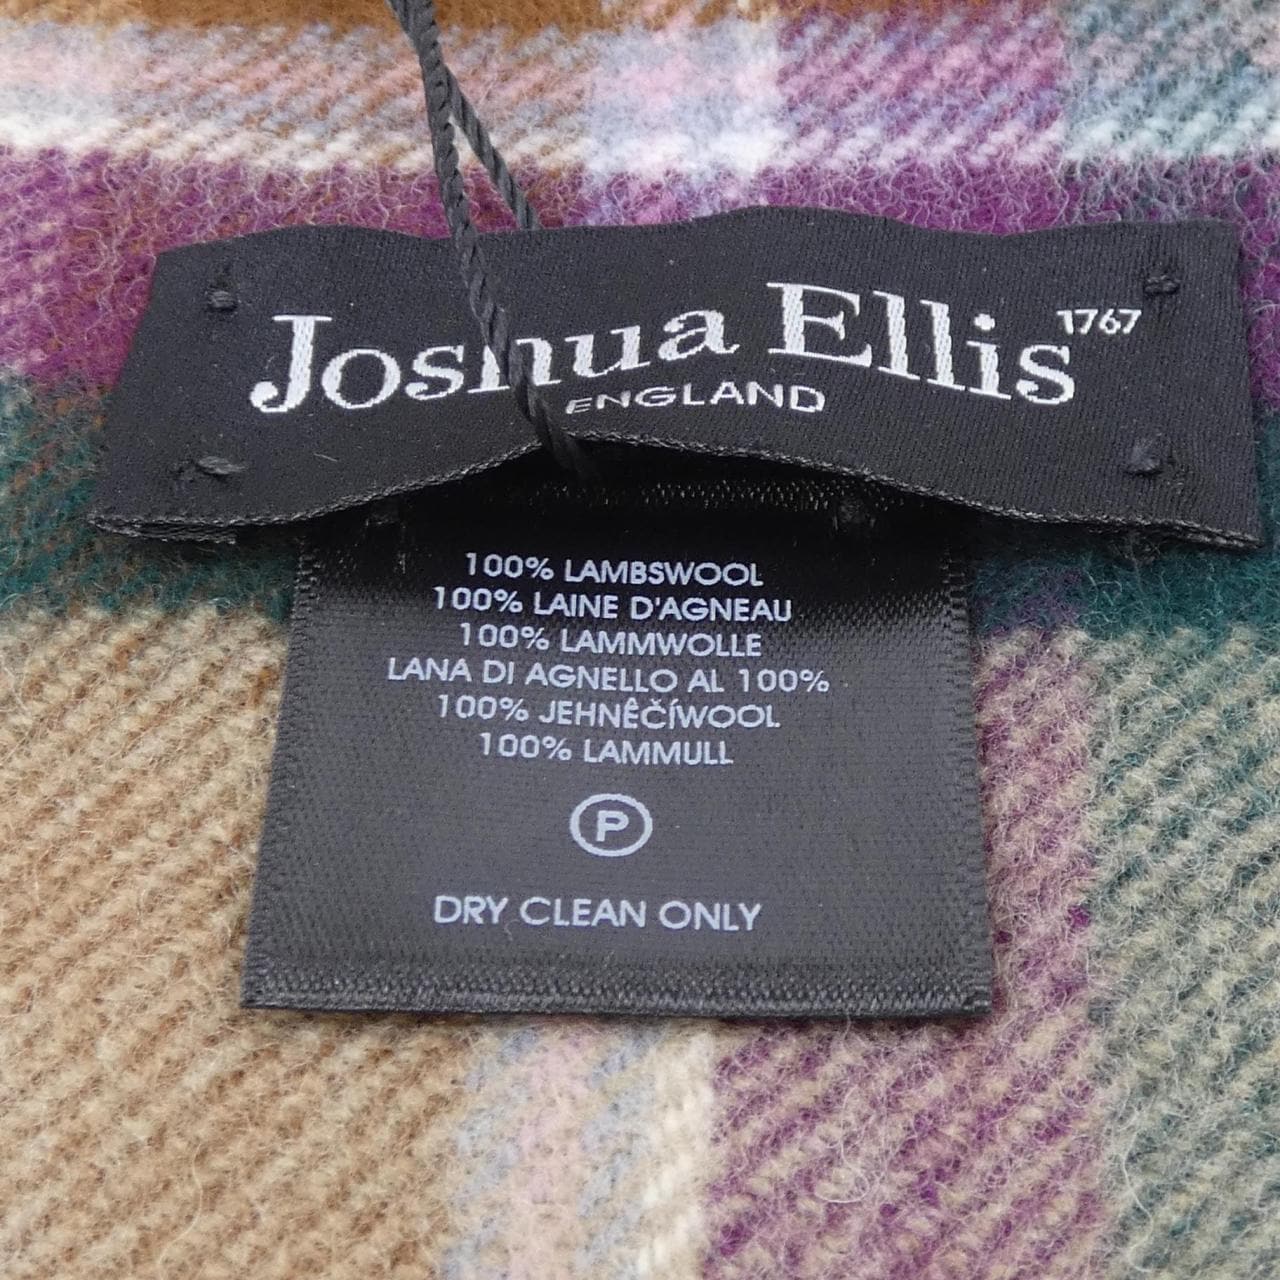 Joshua Ellis 1767
ENGLAND
100% LAMBSWOOL
100% LAINE D'AGNEAU
100% LAMMWOLLE
LANA DI AGNELLO AL 100%
100% JEHNÊČÍWOOL
100% LAMMULL
P
DRY CLEAN ONLY